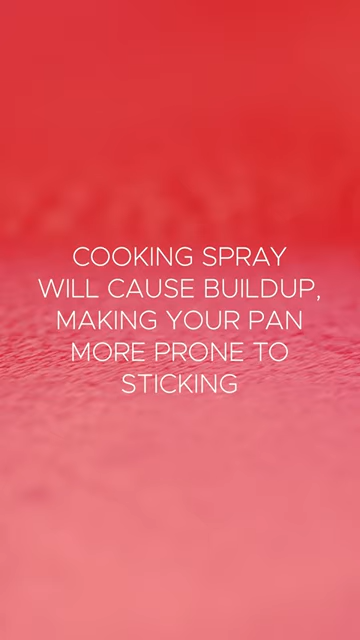 COOKING SPRAY
WILL CAUSE BUILDUP,
MAKING YOUR PAN
MORE PRONE TO
STICKING